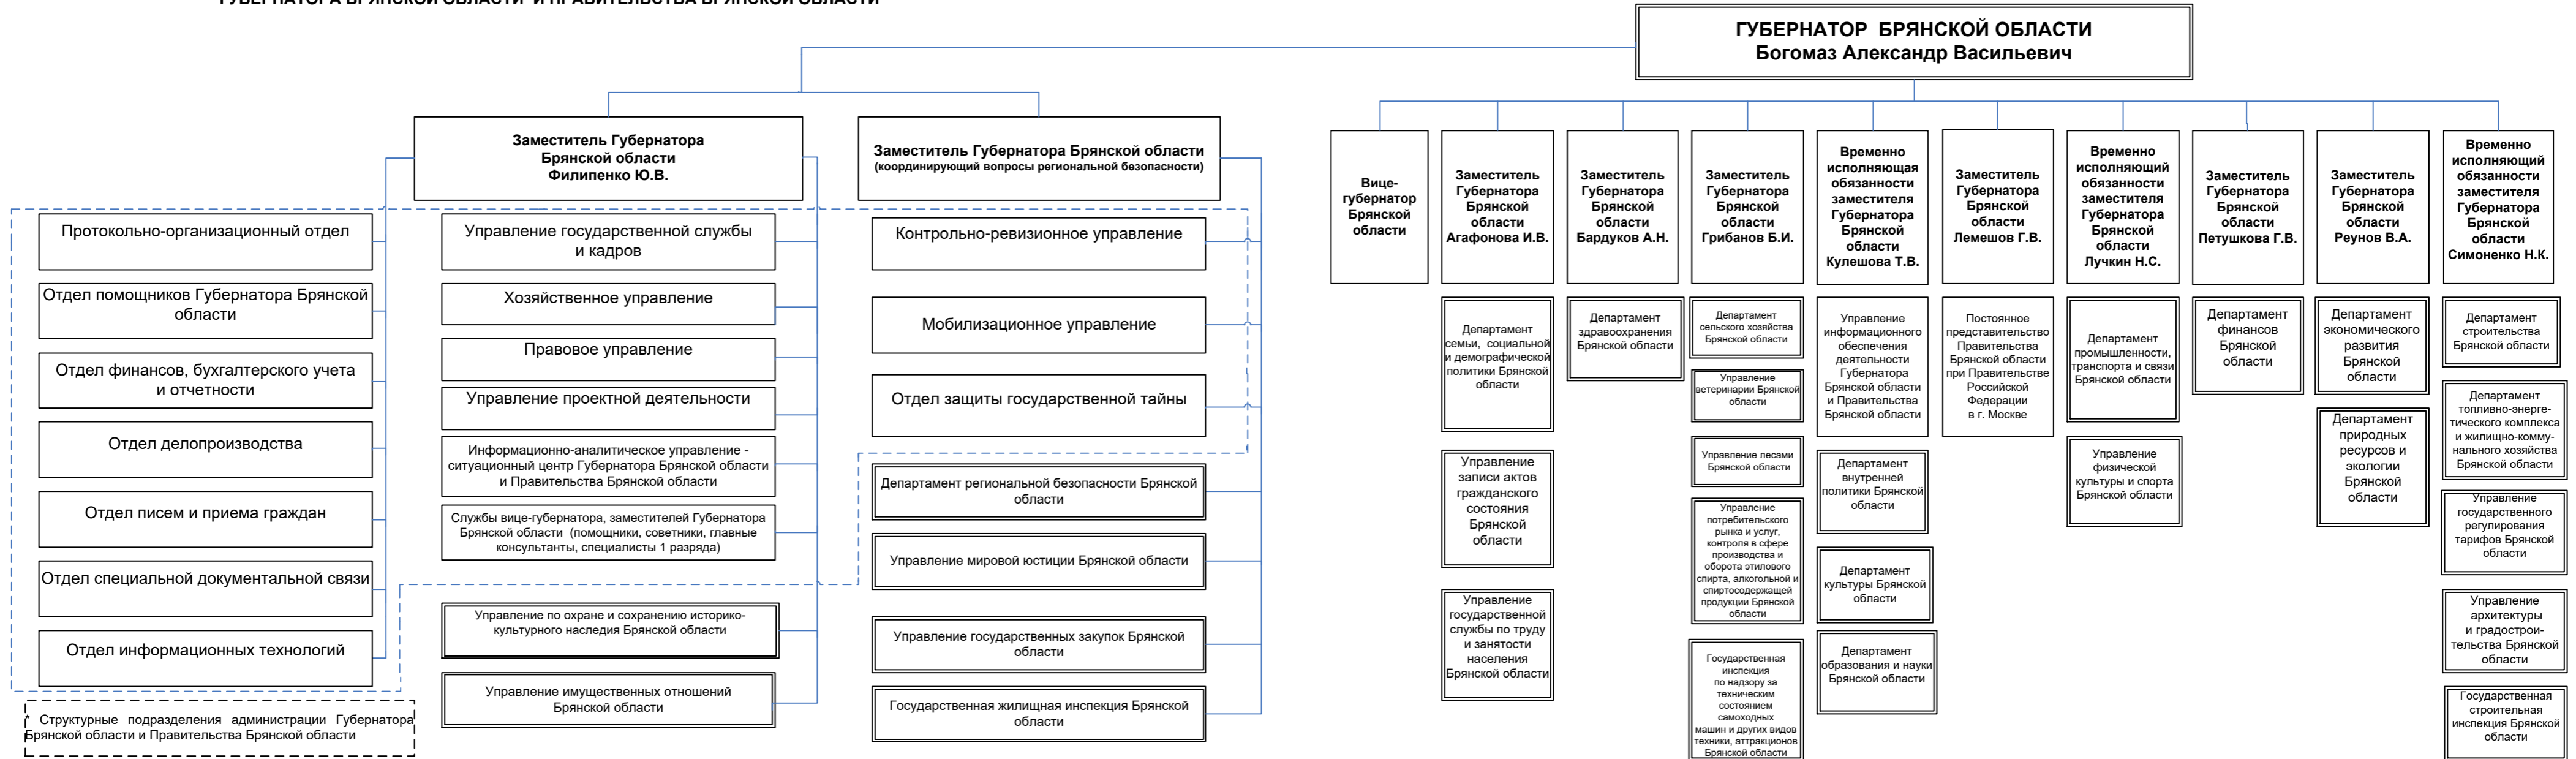 ГУБЕРНАТОРА БРЯНСКОЙ ОБЛАСТИ И ПРАВИТЕЛЬСТВА БРЯНСКОЙ ОБЛАСТИ
ГУБЕРНАТОР БРЯНСКОЙ ОБЛАСТИ
Богомаз Александр Васильевич
Заместитель Губернатора
Брянской области
Филипенко Ю.В.
Заместитель Губернатора Брянской области
(координирующий вопросы региональной безопасности)
Вице-
губернатор
Брянской
области
Заместитель
Губернатора
Брянской
области
Агафонова И.В.
Заместитель
Губернатора
Брянской
области
Бардуков А.Н.
Заместитель
Губернатора
Брянской
области
Грибанов Б.И.
Временно
исполняющая
обязанности
заместителя
Губернатора
Брянской
области
Кулешова Т.В.
Заместитель
Губернатора
Брянской
области
Лемешов Г.В.
Временно
исполняющий
обязанности
заместителя
Губернатора
Брянской
области
Лучкин Н.С.
Заместитель
Губернатора
Брянской
области
Петушкова Г.В.
Заместитель
Губернатора
Брянской
области
Реунов В.А.
Временно
исполняющий
обязанности
заместителя
Губернатора
Брянской
области
Симоненко Н.К.
Протокольно-организационный отдел
Отдел помощников Губернатора Брянской
области
Отдел финансов, бухгалтерского учета
и отчетности
Отдел делопроизводства
Отдел писем и приема граждан
Отдел специальной документальной связи
Отдел информационных технологий
* Структурные подразделения администрации Губернатора
Брянской области и Правительства Брянской области
Управление государственной службы
и кадров
Хозяйственное управление
Правовое управление
Управление проектной деятельности
Информационно-аналитическое управление -
ситуационный центр Губернатора Брянской области
и Правительства Брянской области
Службы вице-губернатора, заместителей Губернатора
Брянской области (помощники, советники, главные
консультанты, специалисты 1 разряда)
Управление по охране и сохранению историко-
культурного наследия Брянской области
Управление имущественных отношений
Брянской области
Контрольно-ревизионное управление
Мобилизационное управление
Отдел защиты государственной тайны
Департамент региональной безопасности Брянской
области
Управление мировой юстиции Брянской области
Управление государственных закупок Брянской
области
Государственная жилищная инспекция Брянской
области
Департамент
семьи, социальной
и демографической
политики Брянской
области
Управление
записи актов
гражданского
состояния
Брянской
области
Управление
государственной
службы по труду
и занятости
населения
Брянской области
Департамент
здравоохранения
Брянской области
Департамент
сельского хозяйства
Брянской области
Управление
ветеринарии Брянской
области
Управление лесами
Брянской области
Управление
потребительского
рынка и услуг,
контроля в сфере
производства и
оборота этилового
спирта, алкогольной и
спиртосодержащей
продукции Брянской
области
Государственная
инспекция
по надзору за
техническим
состоянием
самоходных
машин и других видов
техники, аттракционов
Брянской области
Управление
информационного
обеспечения
деятельности
Губернатора
Брянской области
и Правительства
Брянской области
Департамент
внутренней
политики Брянской
области
Департамент
культуры Брянской
области
Департамент
образования и науки
Брянской области
Постоянное
представительство
Правительства
Брянской области
при Правительстве
Российской
Федерации
в г. Москве
Департамент
промышленности,
транспорта и связи
Брянской области
Управление
физической
культуры и спорта
Брянской области
Департамент
финансов
Брянской
области
Департамент
экономического
развития
Брянской
области
Департамент
природных
ресурсов и
экологии
Брянской
области
Департамент
строительства
Брянской области
Департамент
топливно-энерге-
тического комплекса
и жилищно-комму-
нального хозяйства
Брянской области
Управление
государственного
регулирования
тарифов Брянской
области
Управление
архитектуры
и градострои-
тельства Брянской
области
Государственная
строительная
инспекция Брянской
области